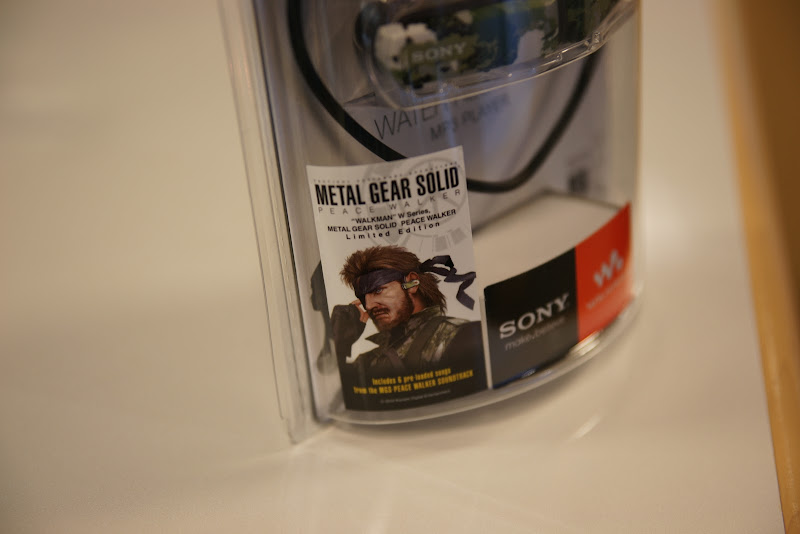 SONY
WATER
MP3 PLAYER
METAL GEAR SOLID
PEACE WALKER
"WALKMAN" W Series,
METAL GEAR SOLID PEACE WALKER
Limited Edition
Includes 6 pre loaded songs
from the MGS PEACE WALKER SOUNDTRACK
SONY
make.believe